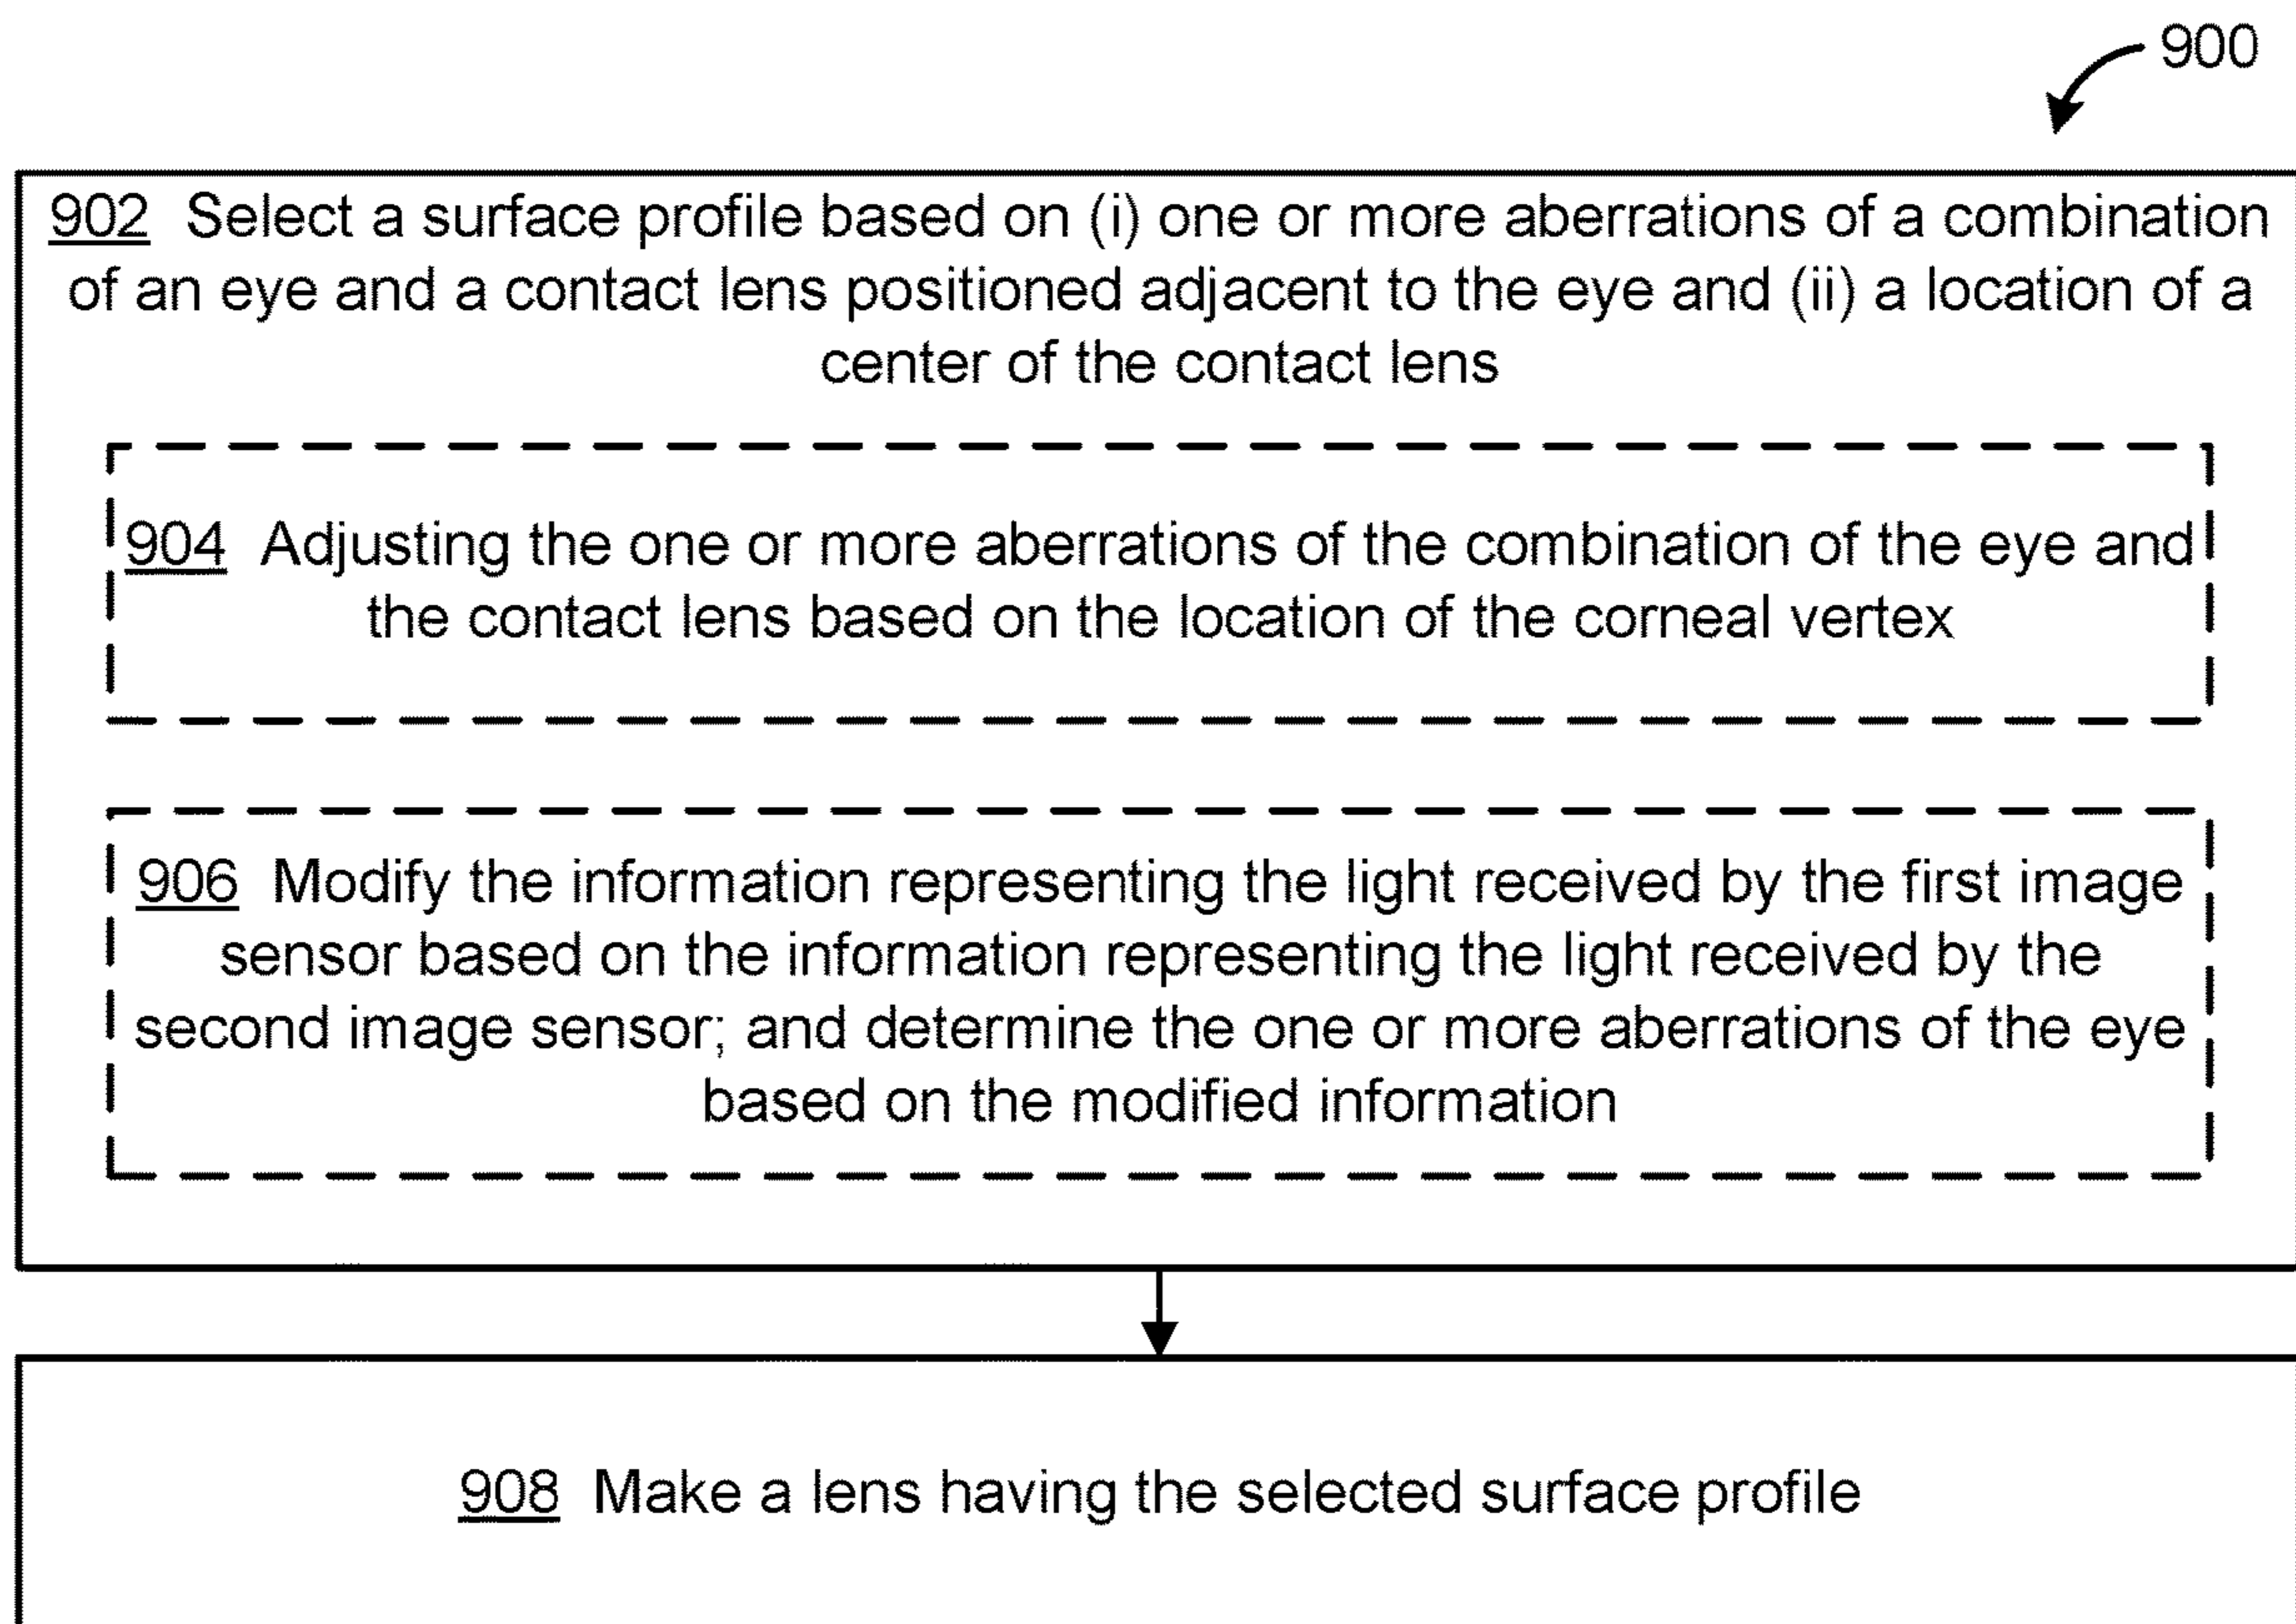 900
902 Select a surface profile based on (i) one or more aberrations of a combination
of an eye and a contact lens positioned adjacent to the eye and (ii) a location of a
center of the contact lens
904 Adjusting the one or more aberrations of the combination of the eye and
the contact lens based on the location of the corneal vertex
906 Modify the information representing the light received by the first image
sensor based on the information representing the light received by the
second image sensor; and determine the one or more aberrations of the eye
based on the modified information
908 Make a lens having the selected surface profile